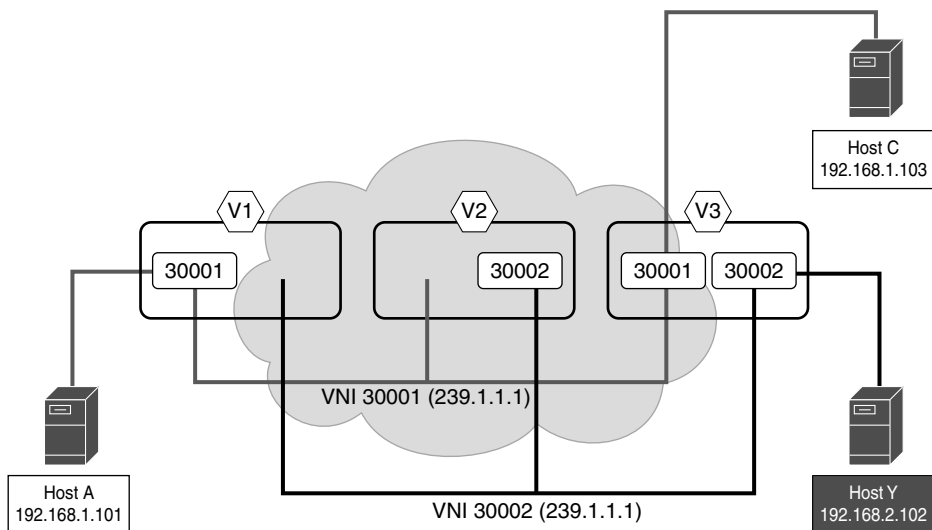 Host C
192.168.1.103
V1
V2
V3
30001
30002
30001
30002
VNI 30001 (239.1.1.1)
Host A
192.168.1.101
VNI 30002 (239.1.1.1)
Host Y
192.168.2.102